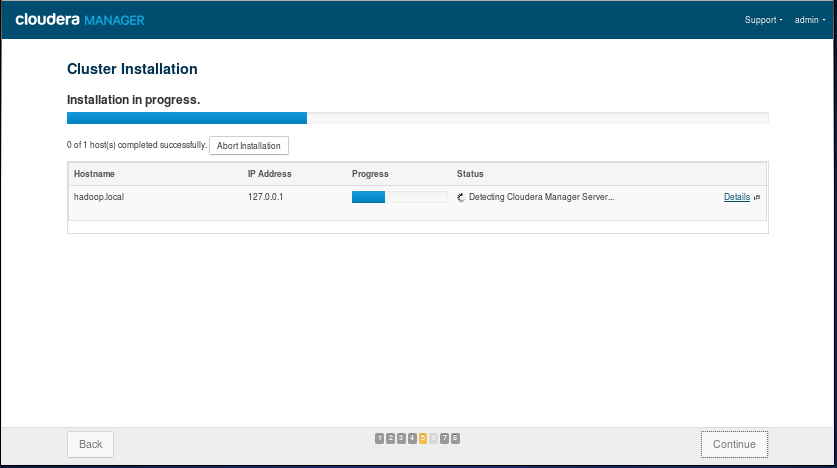 cloudera MANAGER
Support admin
Cluster Installation
Installation in progress.
0 of 1 host(s) completed successfully. Abort Installation
Hostname IP Address Progress Status
hadoop.local 127.0.0.1 Detecting Cloudera Manager Server... Details
Back 1 2 3 4 5 6 7 8 Continue